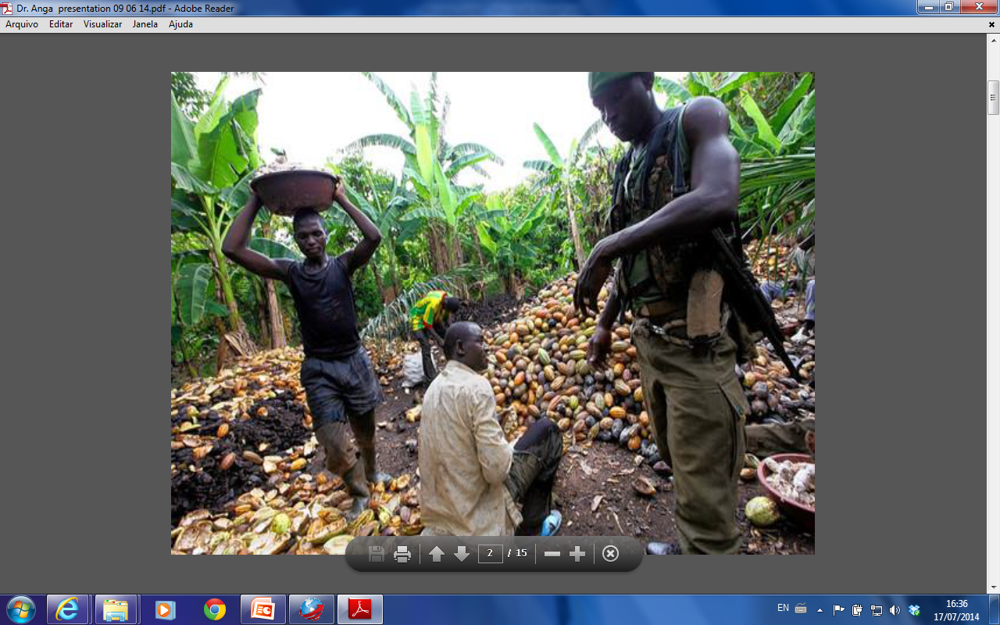 Dr. Anga presentation 09 06 14.pdf - Adobe Reader
Arquivo Editar Visualizar Janela Ajuda
2 / 15
EN 16:36
17/07/2014